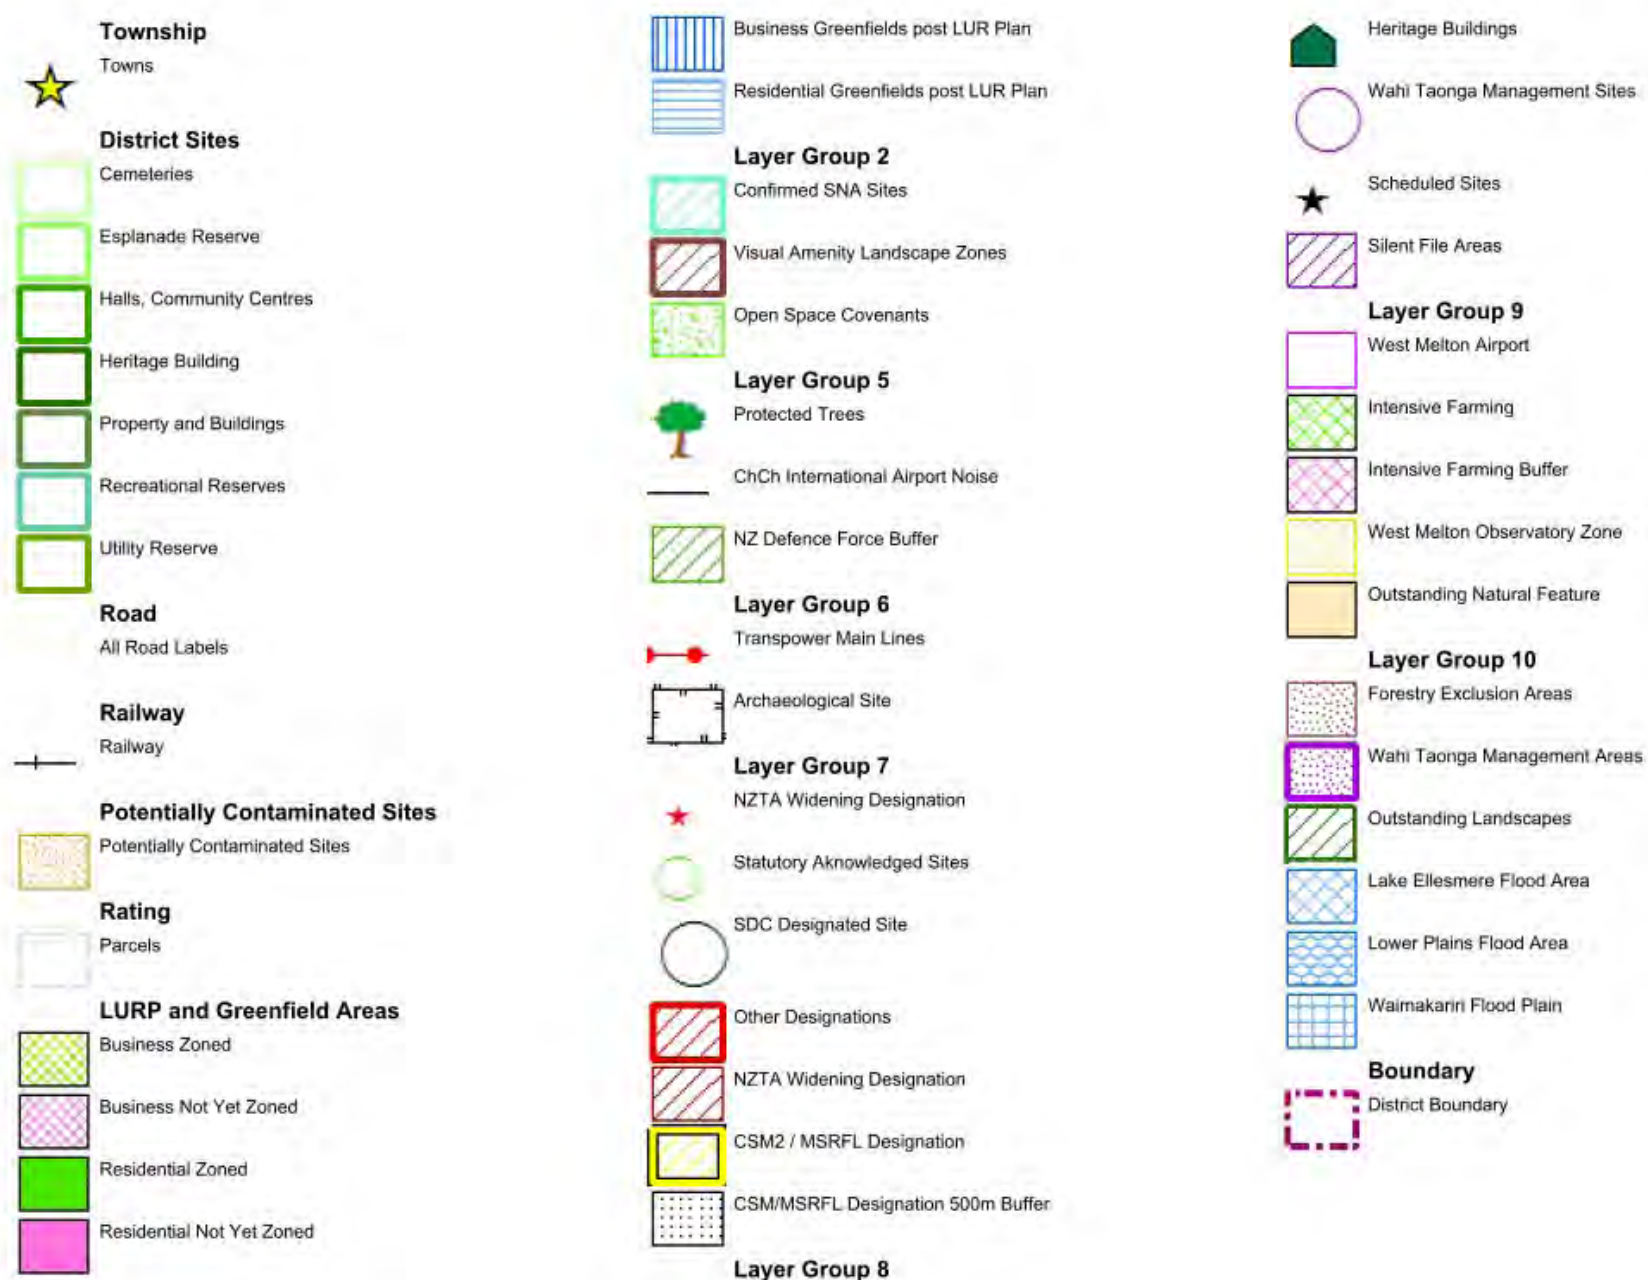 Township
Towns
District Sites
Cemeteries
Esplanade Reserve
Halls, Community Centres
Heritage Building
Property and Buildings
Recreational Reserves
Utility Reserve
Road
All Road Labels
Railway
Railway
Potentially Contaminated Sites
Potentially Contaminated Sites
Rating
Parcels
LURP and Greenfield Areas
Business Zoned
Business Not Yet Zoned
Residential Zoned
Residential Not Yet Zoned
Business Greenfields post LUR Plan
Residential Greenfields post LUR Plan
Layer Group 2
Confirmed SNA Sites
Visual Amenity Landscape Zones
Open Space Covenants
Layer Group 5
Protected Trees
ChCh International Airport Noise
NZ Defence Force Buffer
Layer Group 6
Transpower Main Lines
Archaeological Site
Layer Group 7
NZTA Widening Designation
Statutory Aknowledged Sites
SDC Designated Site
Other Designations
NZTA Widening Designation
CSM2 / MSRFL Designation
CSM/MSRFL Designation 500m Buffer
Layer Group 8
Heritage Buildings
Wahi Taonga Management Sites
Scheduled Sites
Silent File Areas
Layer Group 9
West Melton Airport
Intensive Farming
Intensive Farming Buffer
West Melton Observatory Zone
Outstanding Natural Feature
Layer Group 10
Forestry Exclusion Areas
Wahi Taonga Management Areas
Outstanding Landscapes
Lake Ellesmere Flood Area
Lower Plains Flood Area
Waimakariri Flood Plain
Boundary
District Boundary